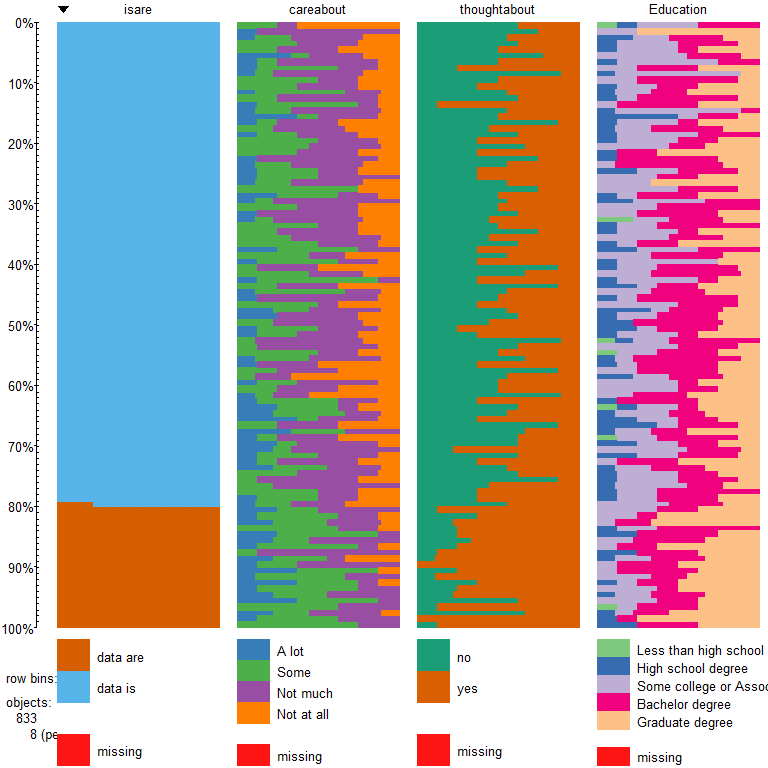 isare careabout thoughtabout Education
0%
10%
20%
30%
40%
50%
60%
70%
80%
90%
100%
data are A lot no Less than high school
data is Some yes High school degree
Not much Some college or Asso
Not at all Bachelor degree
Graduate degree
row bins:
objects:
833
8 (pe
missing missing missing missing